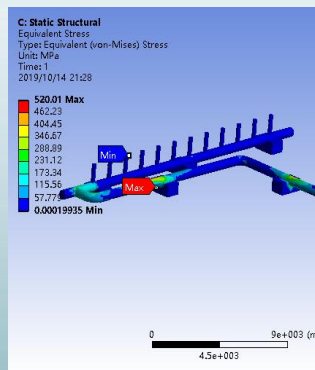 C: Static Structural
Equivalent Stress
Type: Equivalent (von-Mises) Stress
Unit: MPa
Time: 1
2019/10/14 21:28
520.01 Max
462.23
404.45
346.67
288.89
231.12
173.34
115.56
57.779
0.00019935 Min
Min
Max
0
9e+003 (m
4.5e+003